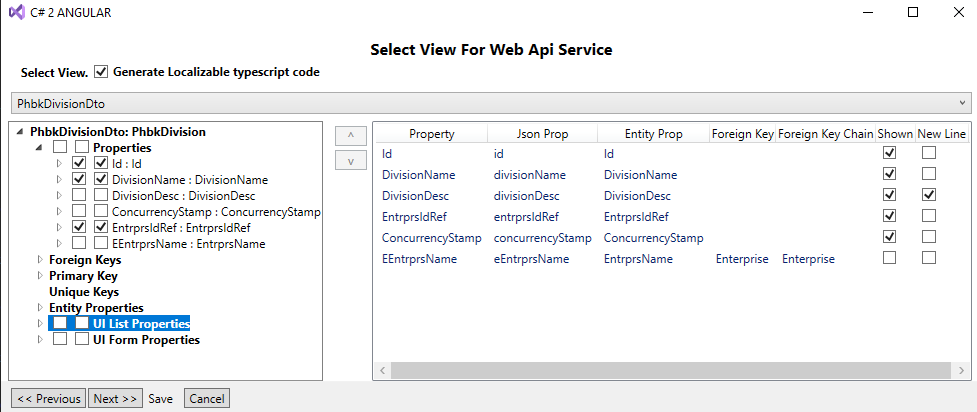 C# 2 ANGULAR
Select View For Web Api Service
Select View. Generate Localizable typescript code
PhbkDivisionDto
PhbkDivisionDto: PhbkDivision
Properties
Id : Id
DivisionName : DivisionName
DivisionDesc : DivisionDesc
ConcurrencyStamp : ConcurrencyStamp
EntrprsIdRef : EntrprsIdRef
EEntrprsName : EntrprsName
Foreign Keys
Primary Key
Unique Keys
Entity Properties
UI List Properties
UI Form Properties
^
v
Property Json Prop Entity Prop Foreign Key Foreign Key Chain Shown New Line
Id id Id
DivisionName divisionName DivisionName
DivisionDesc divisionDesc DivisionDesc
EntrprsIdRef entrprsIdRef EntrprsIdRef
ConcurrencyStamp concurrencyStamp ConcurrencyStamp
EEntrprsName eEntrprsName EntrprsName Enterprise Enterprise
<< Previous Next >> Save Cancel